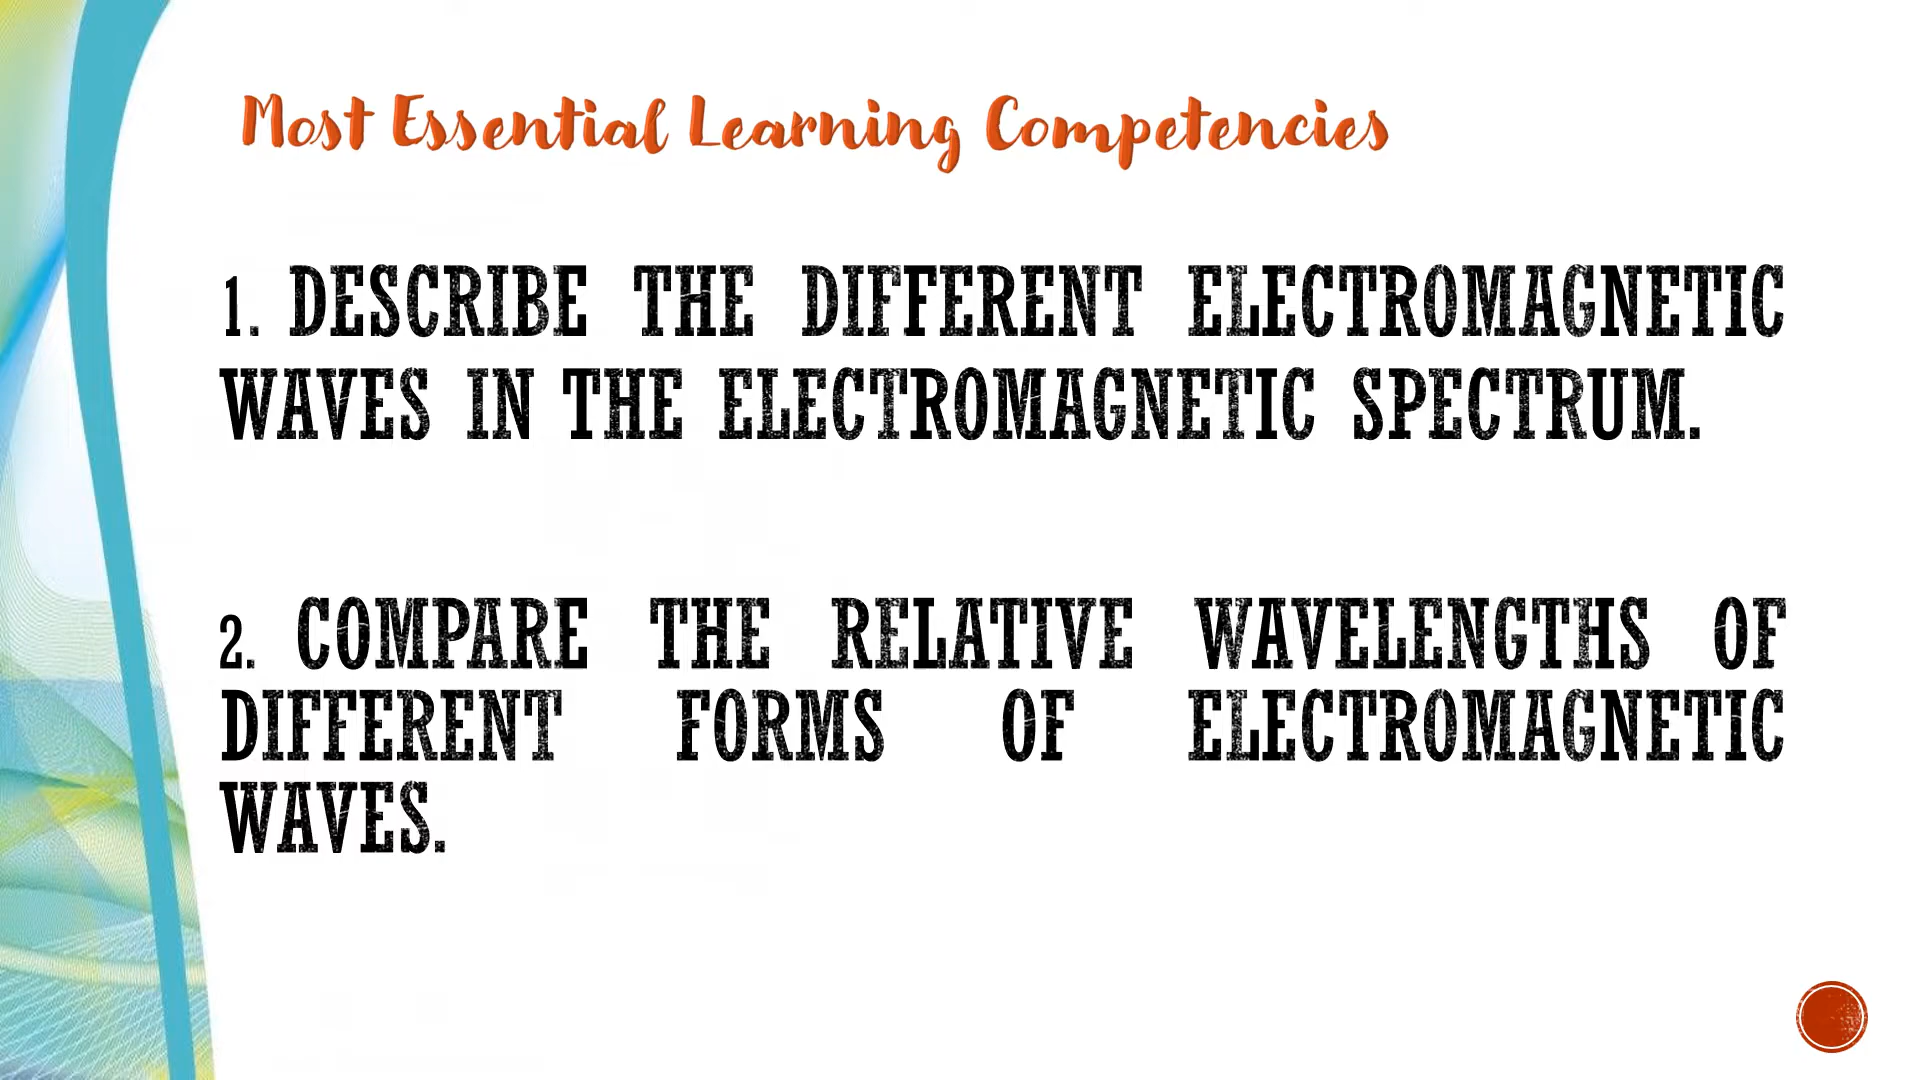 Most Essential Learning Competencies
1. DESCRIBE THE DIFFERENT ELECTROMAGNETIC
WAVES IN THE ELECTROMAGNETIC SPECTRUM.
2. COMPARE THE RELATIVE WAVELENGTHS OF
DIFFERENT FORMS OF ELECTROMAGNETIC
WAVES.